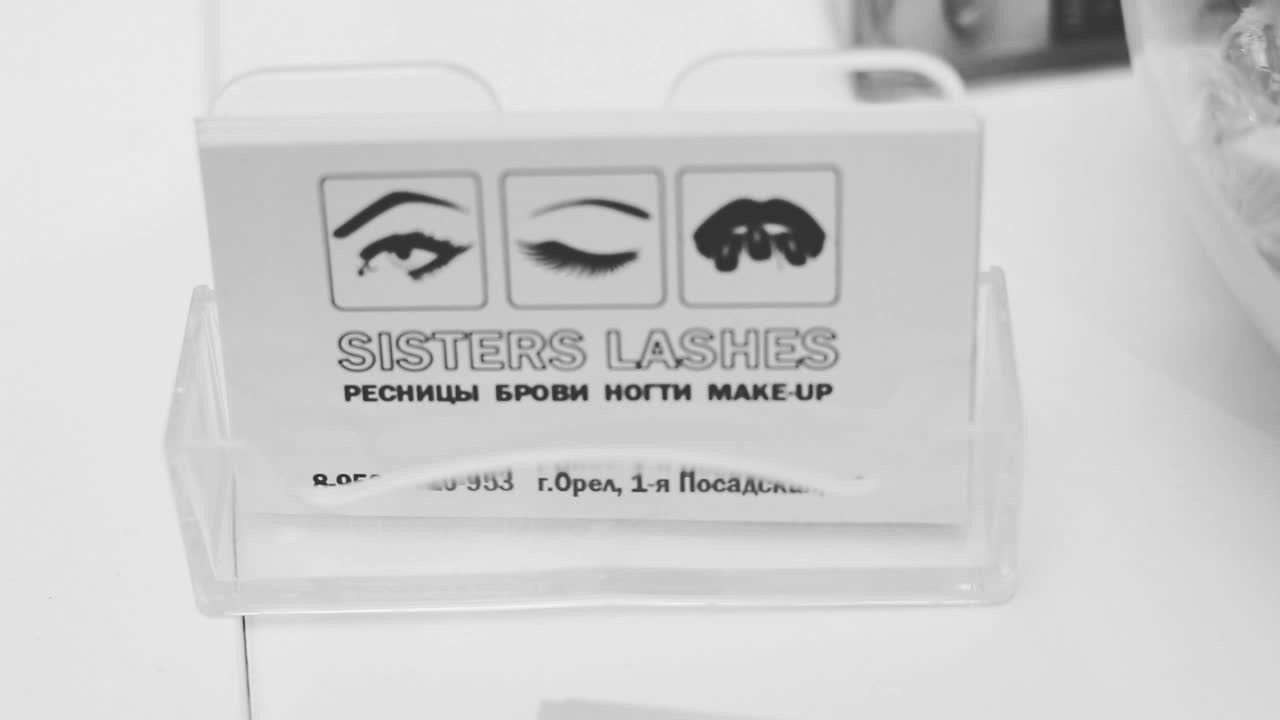 SISTERS LASHES
РЕСНИЦЫ БРОВИ НОГТИ MAKE-UP
г.Орел, 1-я